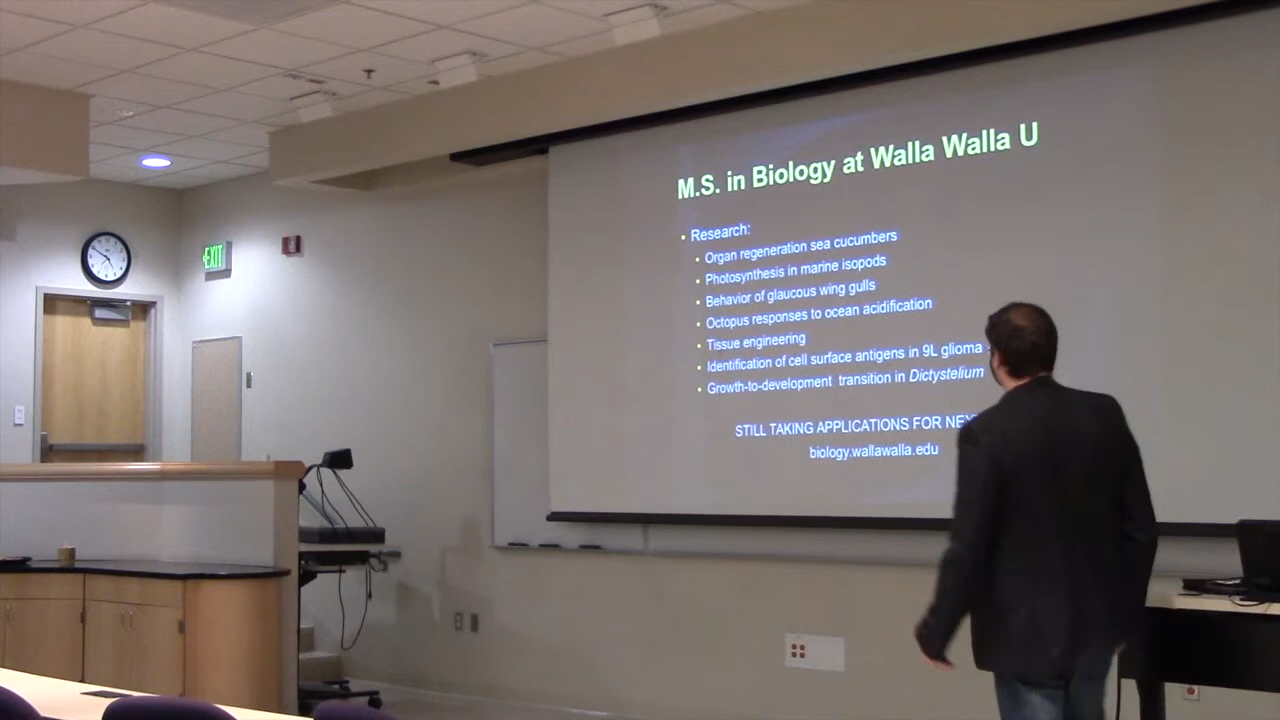 M.S. in Biology at Walla Walla U
• Research:
• Organ regeneration sea cucumbers
• Photosynthesis in marine isopods
• Behavior of glaucous wing gulls
• Octopus responses to ocean acidification
• Tissue engineering
• Identification of cell surface antigens in 9L glioma
• Growth-to-development transition in Dictystelium
STILL TAKING APPLICATIONS FOR
biology.wallawalla.edu
EXIT